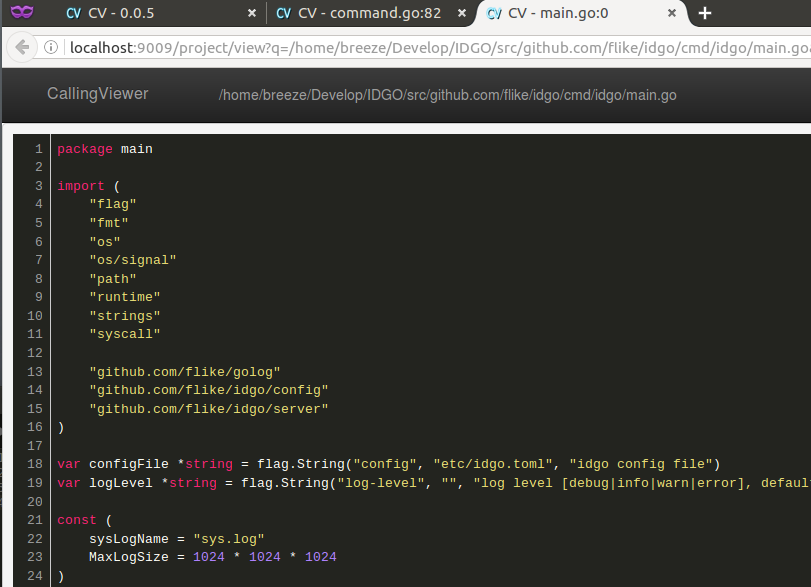 CV CV - 0.0.5 × CV CV - command.go:82 × CV CV - main.go:0 × +
localhost:9009/project/view?q=/home/breeze/Develop/IDGO/src/github.com/flike/idgo/cmd/idgo/main.go
CallingViewer /home/breeze/Develop/IDGO/src/github.com/flike/idgo/cmd/idgo/main.go
1 package main
2
3 import (
4 "flag"
5 "fmt"
6 "os"
7 "os/signal"
8 "path"
9 "runtime"
10 "strings"
11 "syscall"
12
13 "github.com/flike/golog"
14 "github.com/flike/idgo/config"
15 "github.com/flike/idgo/server"
16 )
17
18 var configFile *string = flag.String("config", "etc/idgo.toml", "idgo config file")
19 var logLevel *string = flag.String("log-level", "", "log level [debug|info|warn|error], defaul
20
21 const (
22 sysLogName = "sys.log"
23 MaxLogSize = 1024 * 1024 * 1024
24 )